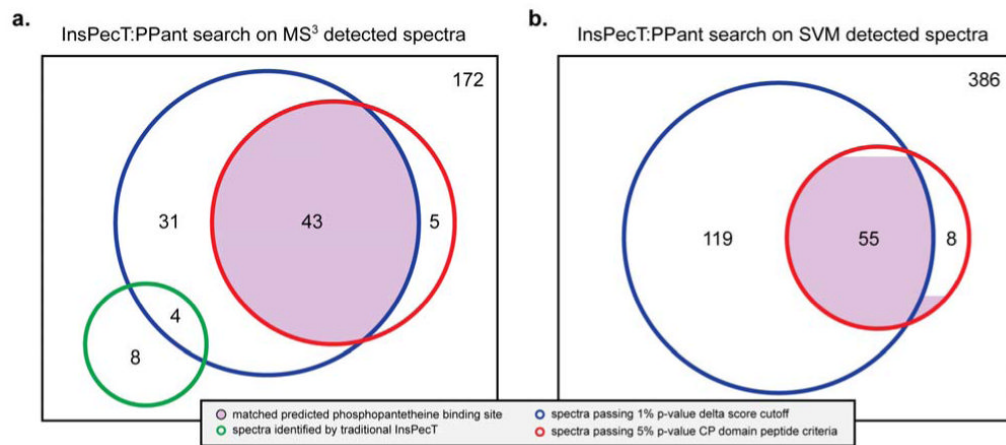 a.
InsPecT:PPant search on MS³ detected spectra
172
31
43
5
4
8
b.
InsPecT:PPant search on SVM detected spectra
386
119
55
8
matched predicted phosphopantetheine binding site
spectra identified by traditional InsPecT
spectra passing 1% p-value delta score cutoff
spectra passing 5% p-value CP domain peptide criteria